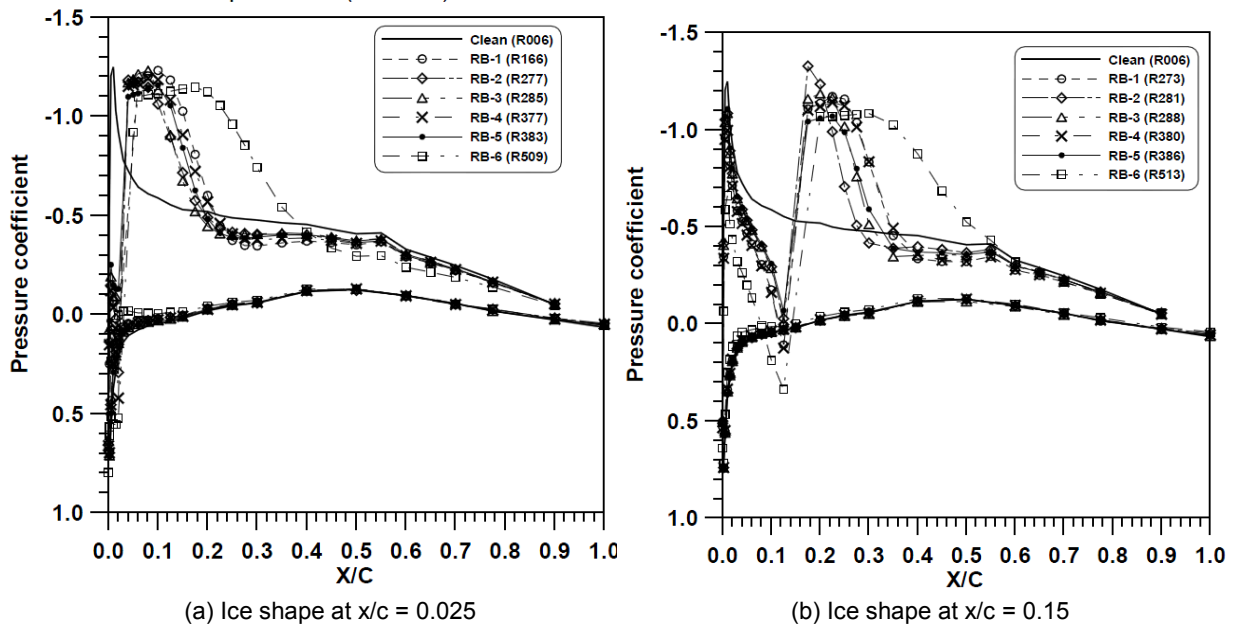 -1.5
-1.0
-0.5
0.0
0.5
1.0
Pressure coefficient
Clean (R006)
RB-1 (R166)
RB-2 (R277)
RB-3 (R285)
RB-4 (R377)
RB-5 (R383)
RB-6 (R509)
0.0 0.1 0.2 0.3 0.4 0.5 0.6 0.7 0.8 0.9 1.0
X/C
(a) Ice shape at x/c = 0.025
-1.5
-1.0
-0.5
0.0
0.5
1.0
Pressure coefficient
Clean (R006)
RB-1 (R273)
RB-2 (R281)
RB-3 (R288)
RB-4 (R380)
RB-5 (R386)
RB-6 (R513)
0.0 0.1 0.2 0.3 0.4 0.5 0.6 0.7 0.8 0.9 1.0
X/C
(b) Ice shape at x/c = 0.15